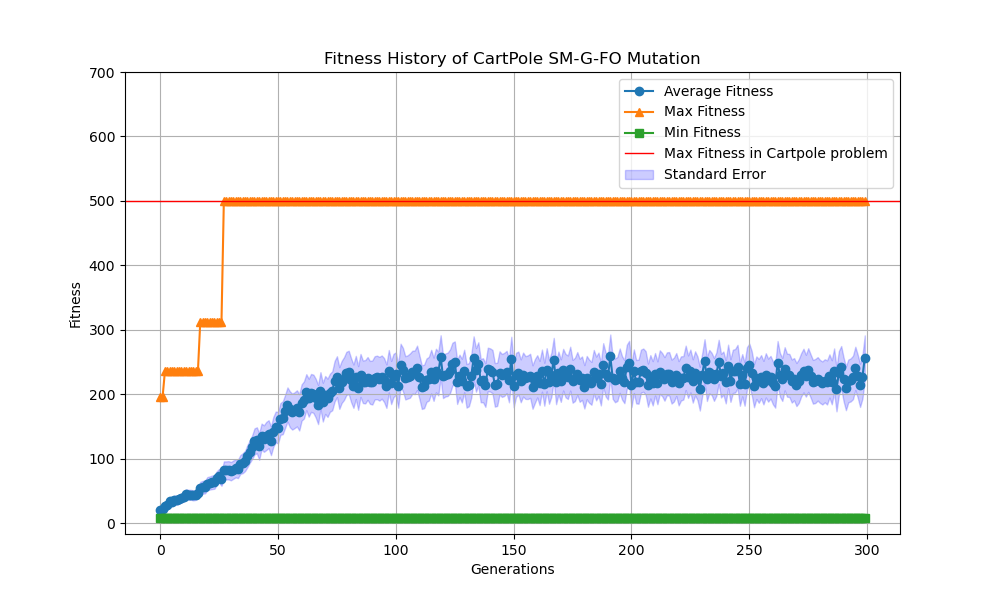 Fitness History of CartPole SM-G-FO Mutation
700
600
500
400
300
200
100
0
Fitness
Average Fitness
Max Fitness
Min Fitness
Max Fitness in Cartpole problem
Standard Error
0 50 100 150 200 250 300
Generations